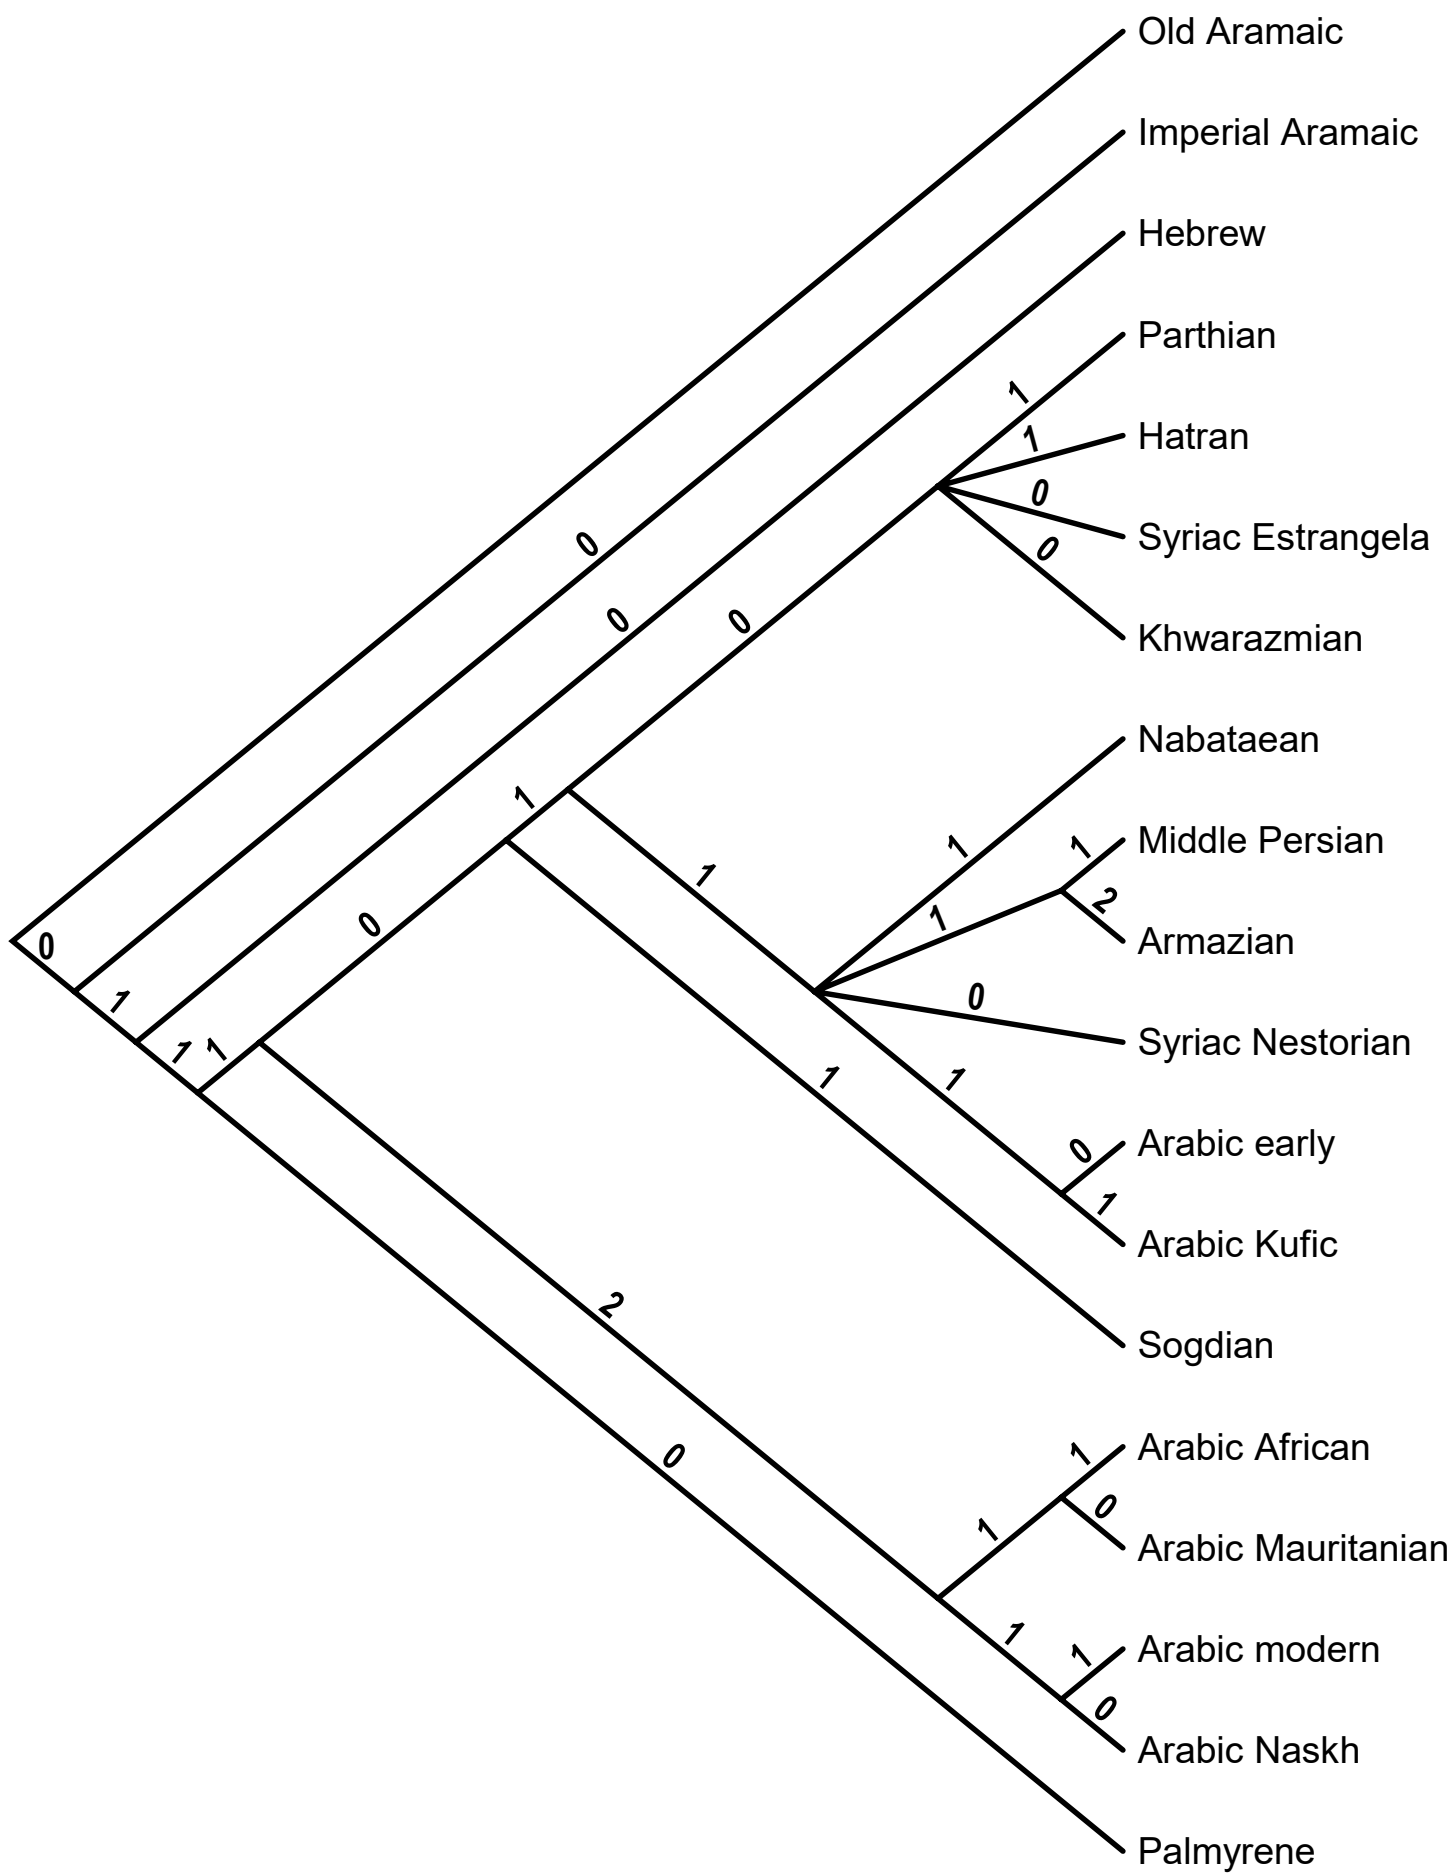 Old Aramaic
Imperial Aramaic
Hebrew
Parthian
1
Hatran
1
0
Syriac Estrangela
0
0
Khwarazmian
0
0
Nabataean
1
1
Middle Persian
1
1
2
1
0
Armazian
0
0
1
Syriac Nestorian
1
1
1
1
0
Arabic early
1
Arabic Kufic
2
Sogdian
1
Arabic African
0
0
1
Arabic Mauritanian
1
1
Arabic modern
0
Arabic Naskh
Palmyrene